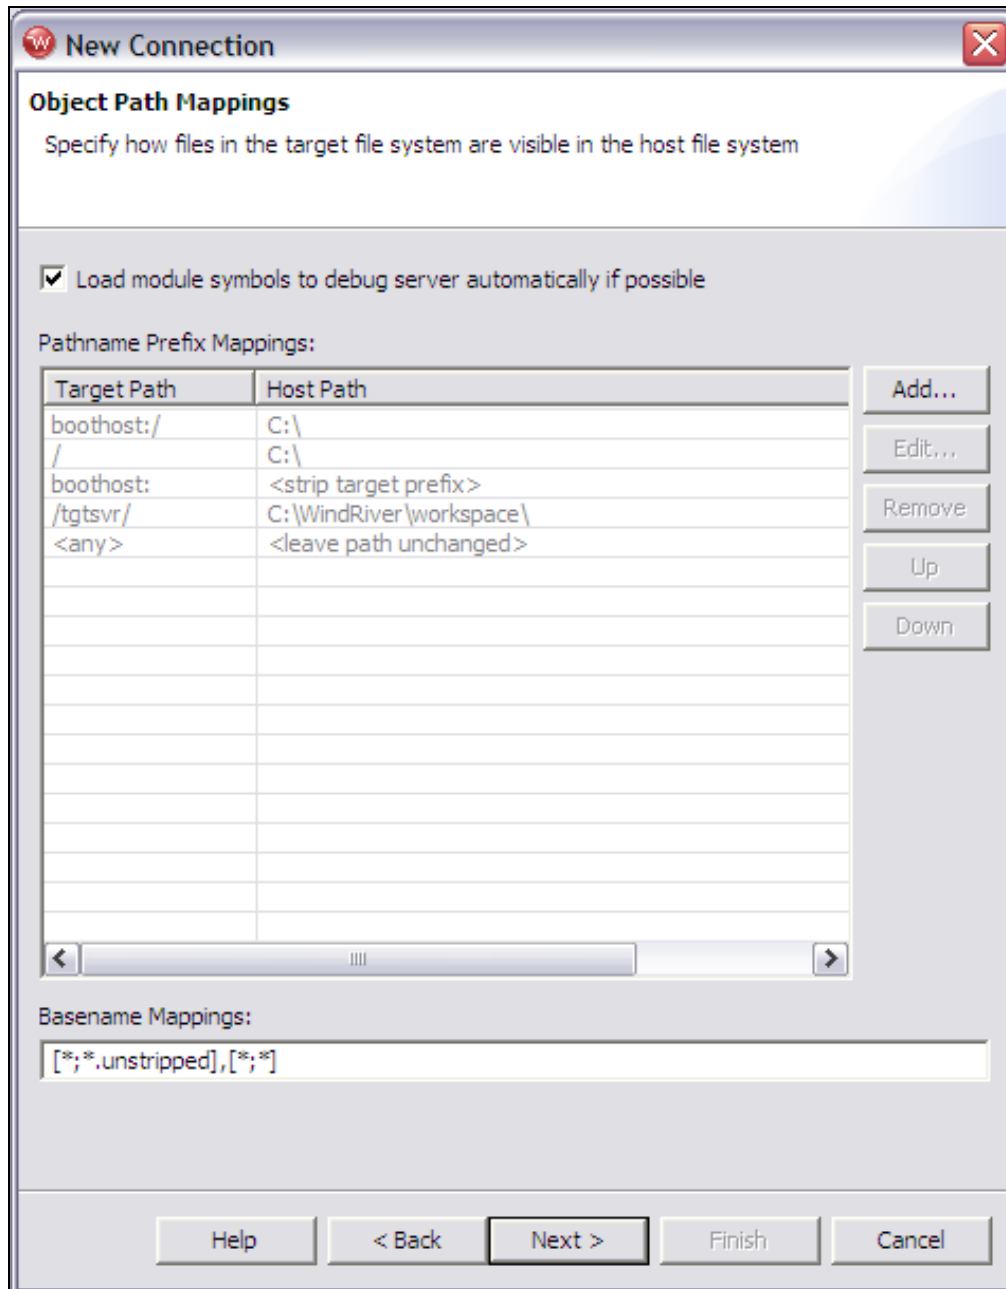 New Connection
Object Path Mappings
Specify how files in the target file system are visible in the host file system
Load module symbols to debug server automatically if possible
Pathname Prefix Mappings:
Target Path Host Path Add...
boothost:/ C:\
/ C:\ Edit...
boothost: <strip target prefix>
/tgtsvr/ C:\WindRiver\workspace\ Remove
<any> <leave path unchanged>
Up
Down
Basename Mappings:
[*;*.unstripped],[*;*]
Help < Back Next > Finish Cancel